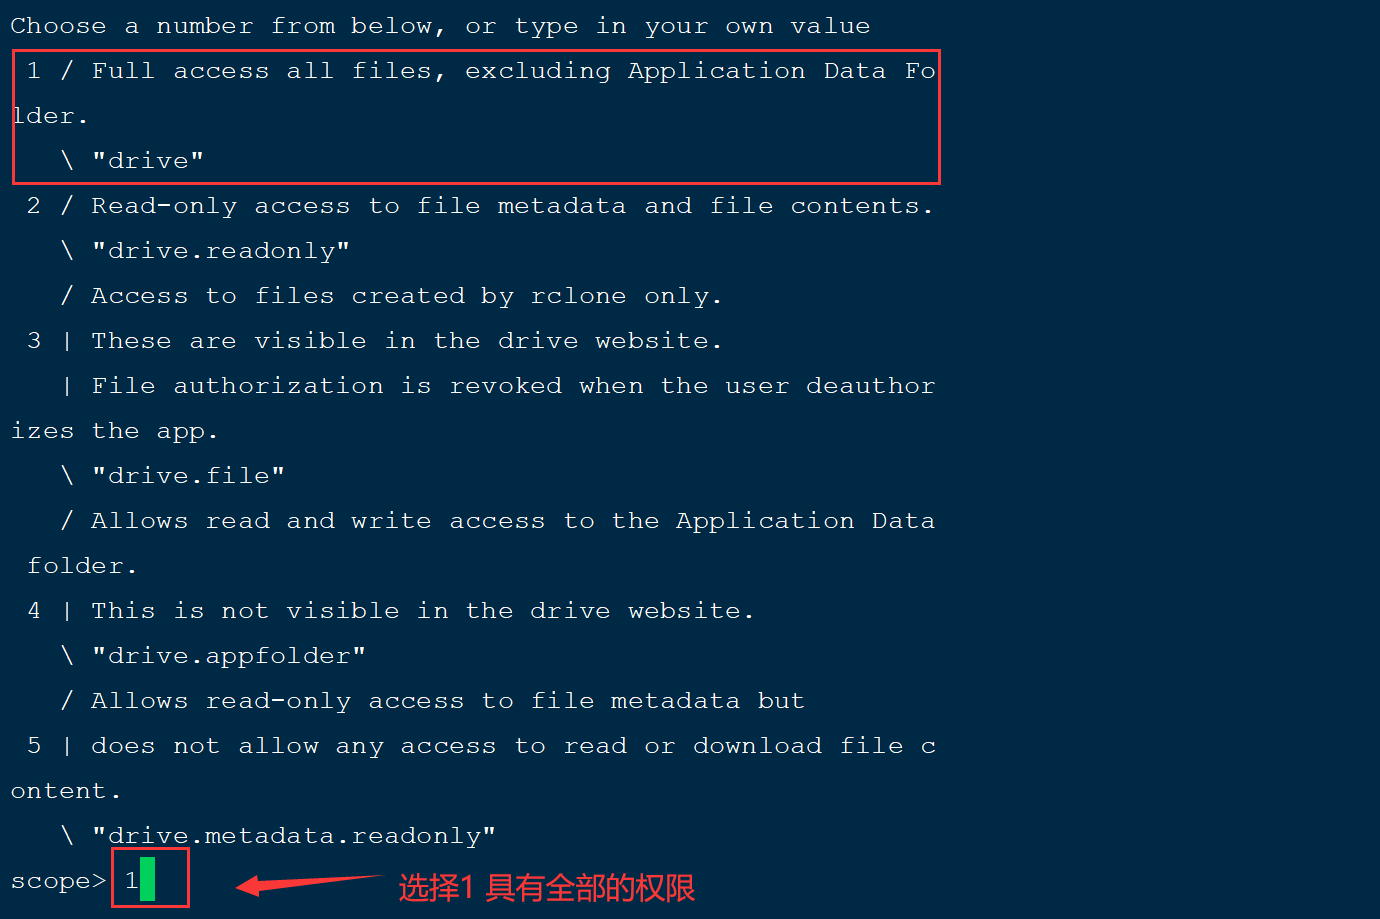 Choose a number from below, or type in your own value
1 / Full access all files, excluding Application Data Fo
lder.
\ "drive"
2 / Read-only access to file metadata and file contents.
\ "drive.readonly"
/ Access to files created by rclone only.
3 | These are visible in the drive website.
| File authorization is revoked when the user deauthor
izes the app.
\ "drive.file"
/ Allows read and write access to the Application Data
folder.
4 | This is not visible in the drive website.
\ "drive.appfolder"
/ Allows read-only access to file metadata but
5 | does not allow any access to read or download file c
ontent.
\ "drive.metadata.readonly"
scope> 1
选择1 具有全部的权限